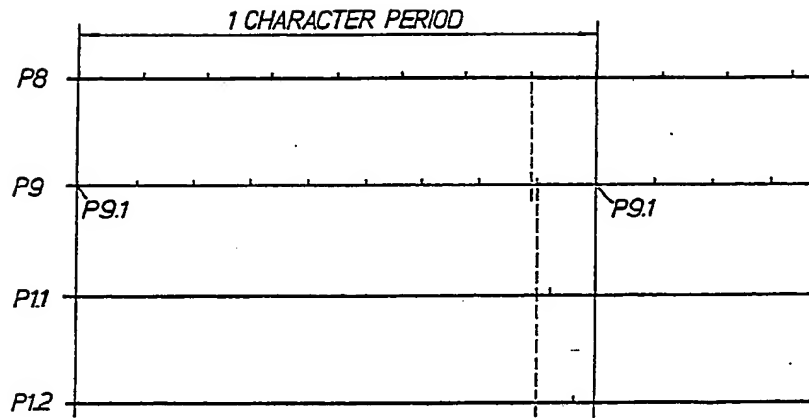 1 CHARACTER PERIOD
P8
P9
P9.1 P9.1
P1.1
P1.2